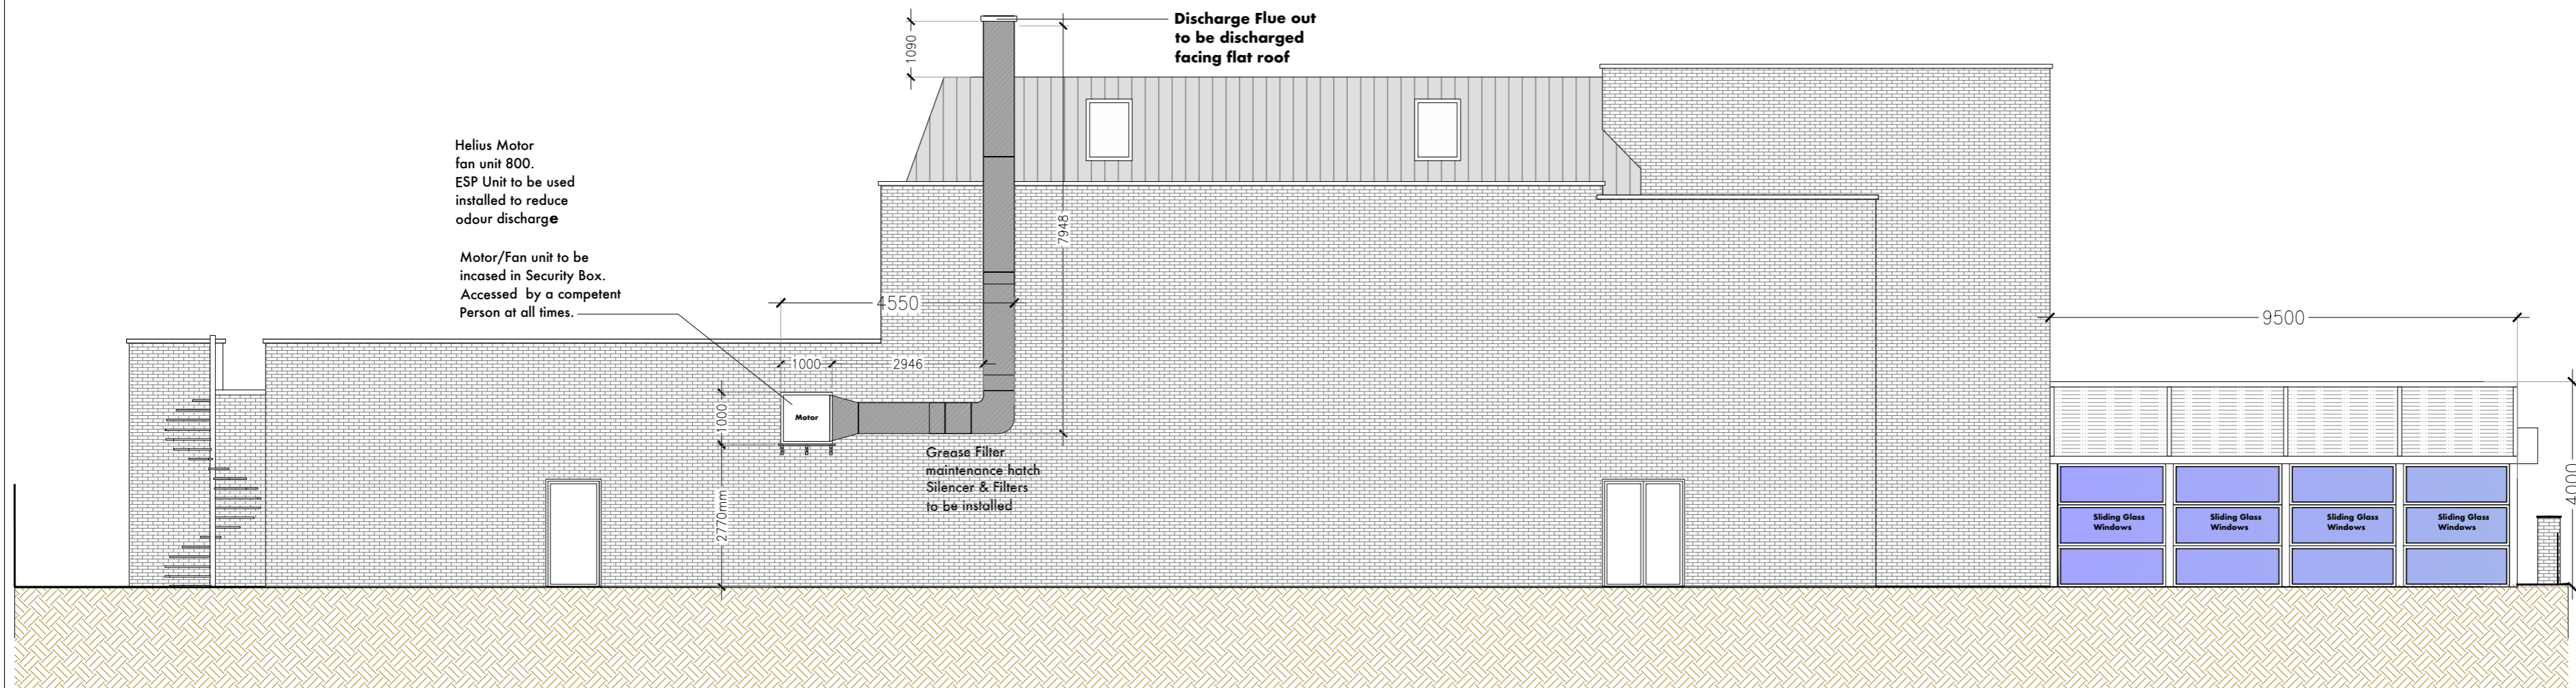 Discharge Flue out
to be discharged
facing flat roof
1090
Helius Motor
fan unit 800.
ESP Unit to be used
installed to reduce
odour discharge
Motor/Fan unit to be
incased in Security Box.
Accessed by a competent
Person at all times.
7948
4550
9500
1000
2946
1000
Motor
Grease Filter
maintenance hatch
Silencer & Filters
to be installed
2770mm
4000
Sliding Glass
Windows
Sliding Glass
Windows
Sliding Glass
Windows
Sliding Glass
Windows